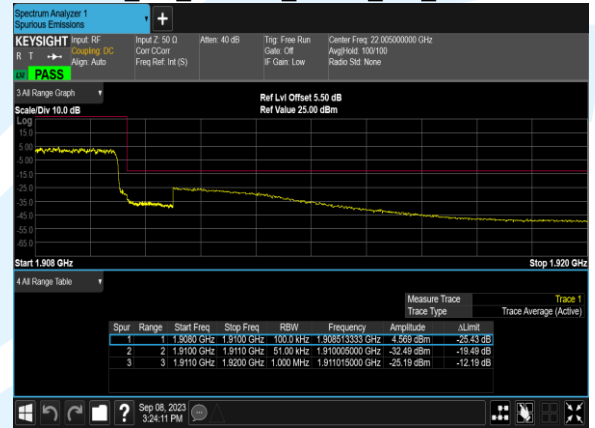 Spectrum Analyzer 1
Spurious Emissions
KEYSIGHT Input: RF Input Z: 50 Ω Atten: 40 dB Trig: Free Run Center Freq: 22.005000000 GHz
R T Coupling: DC Corr CCorr Gate: Off Avg|Hold: 100/100
Align: Auto Freq Ref: Int (S) IF Gain: Low Radio Std: None
LV PASS
3 All Range Graph
Ref Lvl Offset 5.50 dB
Scale/Div 10.0 dB Ref Value 25.00 dBm
Log
15.0
5.00
-5.00
-15.0
-25.0
-35.0
-45.0
-55.0
-65.0
Start 1.908 GHz Stop 1.920 GHz
4 All Range Table
Measure Trace Trace 1
Trace Type Trace Average (Active)
Spur Range Start Freq Stop Freq RBW Frequency Amplitude ΔLimit
1 1 1.9080 GHz 1.9100 GHz 100.0 kHz 1.908513333 GHz 4.569 dBm -25.43 dB
2 2 1.9100 GHz 1.9110 GHz 51.00 kHz 1.910005000 GHz -32.49 dBm -19.49 dB
3 3 1.9110 GHz 1.9200 GHz 1.000 MHz 1.911015000 GHz -25.19 dBm -12.19 dB
? Sep 08, 2023
3:24:11 PM